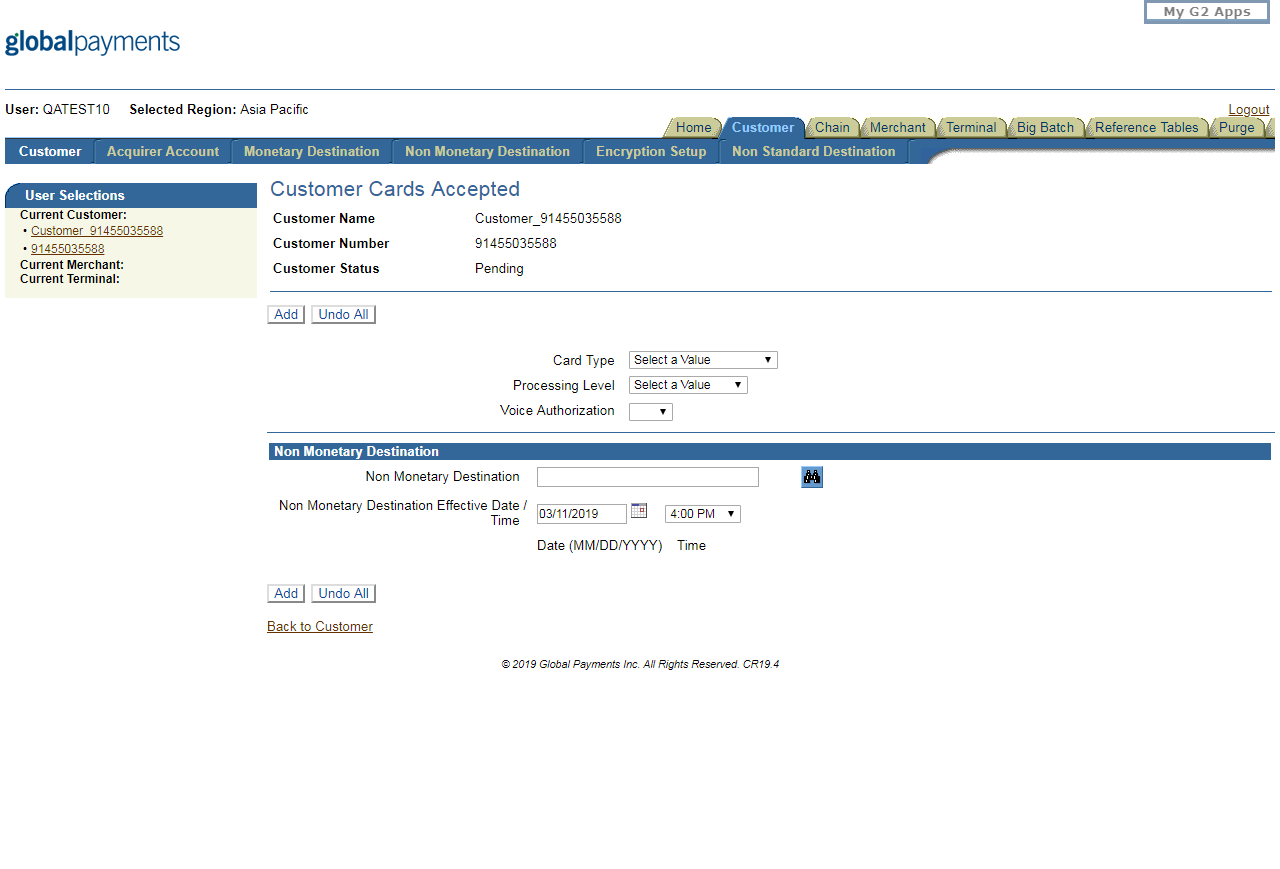 My G2 Apps
globalpayments
User: QATEST10 Selected Region: Asia Pacific
Logout
Home Customer Chain Merchant Terminal Big Batch Reference Tables Purge
Customer Acquirer Account Monetary Destination Non Monetary Destination Encryption Setup Non Standard Destination
User Selections
Current Customer:
• Customer_91455035588
• 91455035588
Current Merchant:
Current Terminal:
Customer Cards Accepted
Customer Name Customer_91455035588
Customer Number 91455035588
Customer Status Pending
Add Undo All
Card Type Select a Value
Processing Level Select a Value
Voice Authorization
Non Monetary Destination
Non Monetary Destination
Non Monetary Destination Effective Date /
Time 03/11/2019 4:00 PM
Date (MM/DD/YYYY) Time
Add Undo All
Back to Customer
© 2019 Global Payments Inc. All Rights Reserved. CR19.4